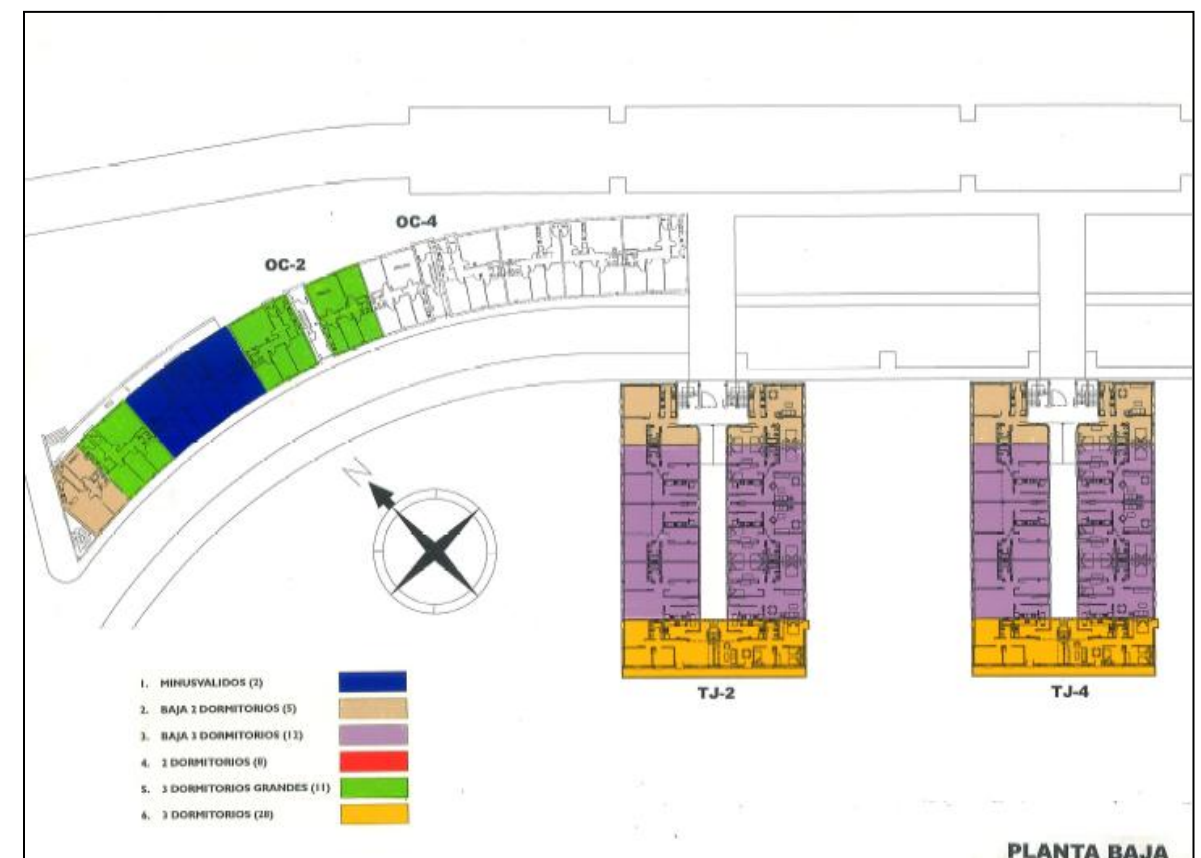 OC-4
OC-2
N
TJ-2
TJ-4
1. MINUSVALIDOS (2)
2. BAJA 2 DORMITORIOS (5)
3. BAJA 3 DORMITORIOS (12)
4. 2 DORMITORIOS (8)
5. 3 DORMITORIOS GRANDES (11)
6. 3 DORMITORIOS (28)
PLANTA BAJA